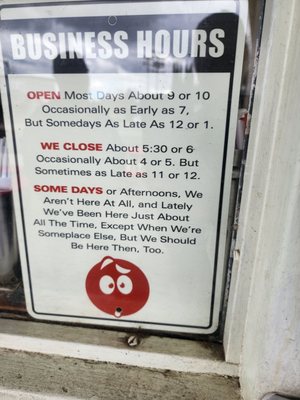 BUSINESS HOURS
OPEN Most Days About 9 or 10
Occasionally as Early as 7,
But Somedays As Late As 12 or 1.
WE CLOSE About 5:30 or 6
Occasionally About 4 or 5. But
Sometimes as Late as 11 or 12.
SOME DAYS or Afternoons, We
Aren't Here At All, and Lately
We've Been Here Just About
All The Time, Except When We're
Someplace Else, But We Should
Be Here Then, Too.